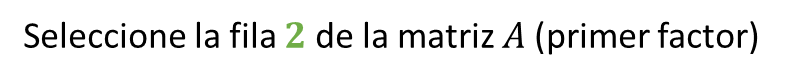 Seleccione la fila 2 de la matriz A (primer factor)